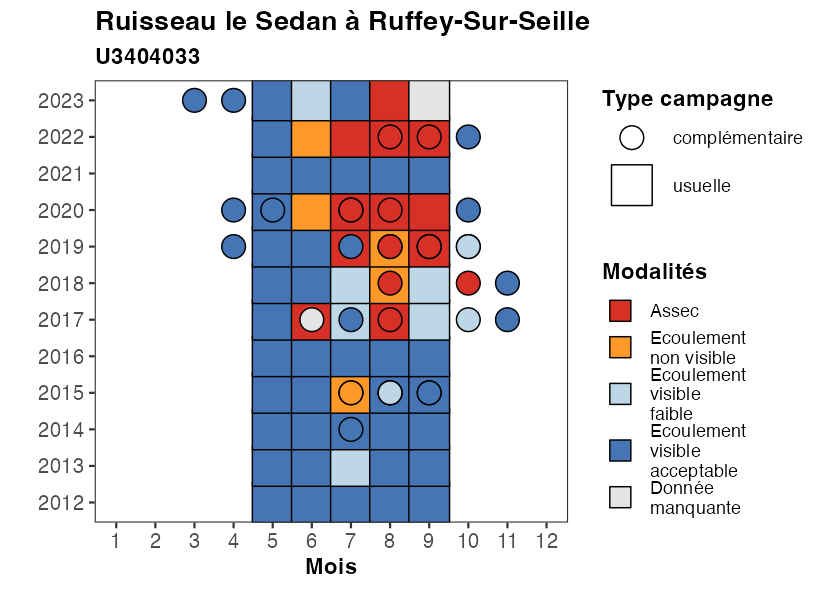 Ruisseau le Sedan à Ruffey-Sur-Seille
U3404033
2023
2022
2021
2020
2019
2018
2017
2016
2015
2014
2013
2012
1 2 3 4 5 6 7 8 9 10 11 12
Mois
Type campagne
complémentaire
usuelle
Modalités
Assec
Ecoulement
non visible
Ecoulement
visible
faible
Ecoulement
visible
acceptable
Donnée
manquante